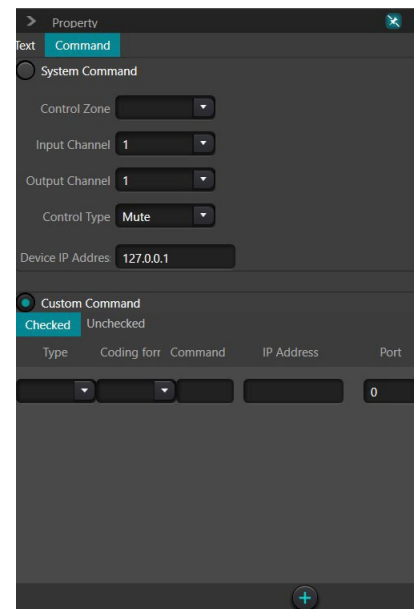 Property
Text Command
System Command
Control Zone
Input Channel 1
Output Channel 1
Control Type Mute
Device IP Addres 127.0.0.1
Custom Command
Checked Unchecked
Type Coding forr Command IP Address Port
0